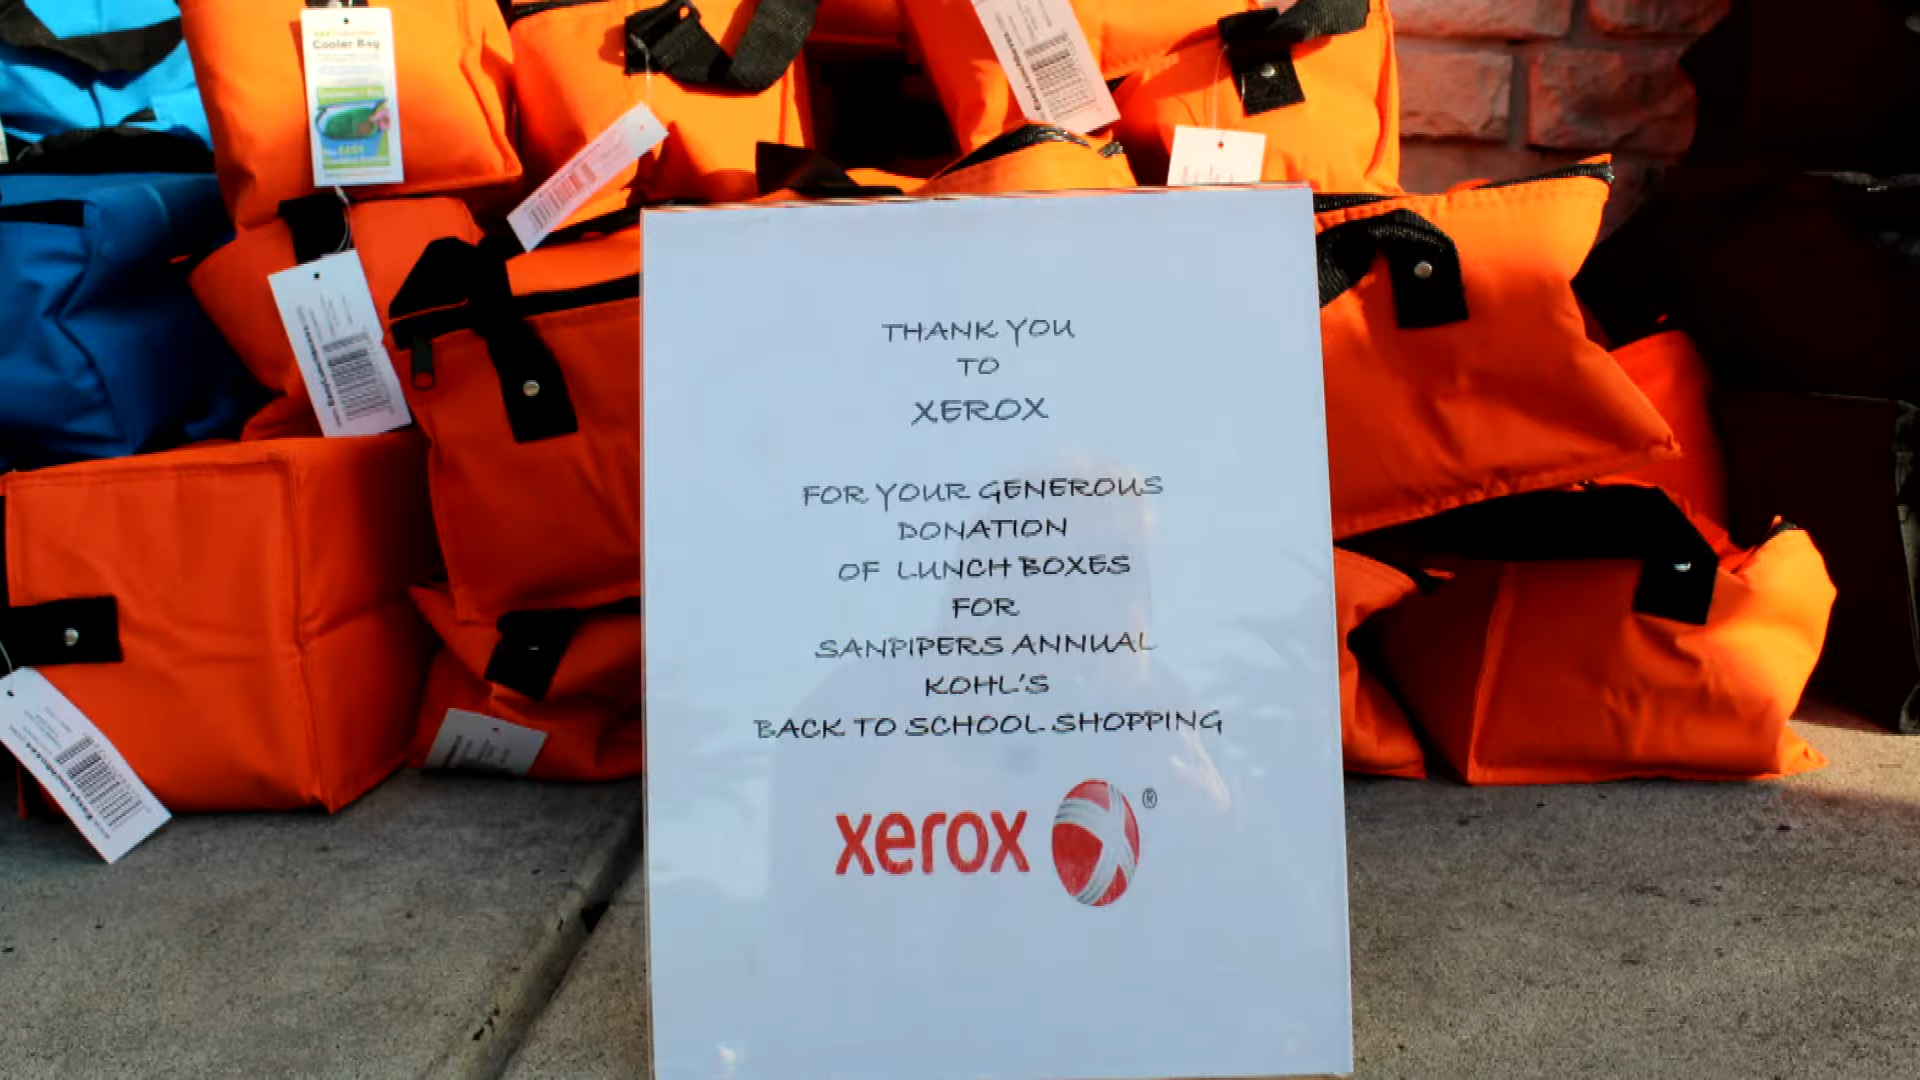 Cooler Bag
THANK YOU
TO
XEROX
FOR YOUR GENEROUS
DONATION
OF LUNCH BOXES
FOR
SANPIPERS ANNUAL
KOHL'S
BACK TO SCHOOL SHOPPING
xerox ®